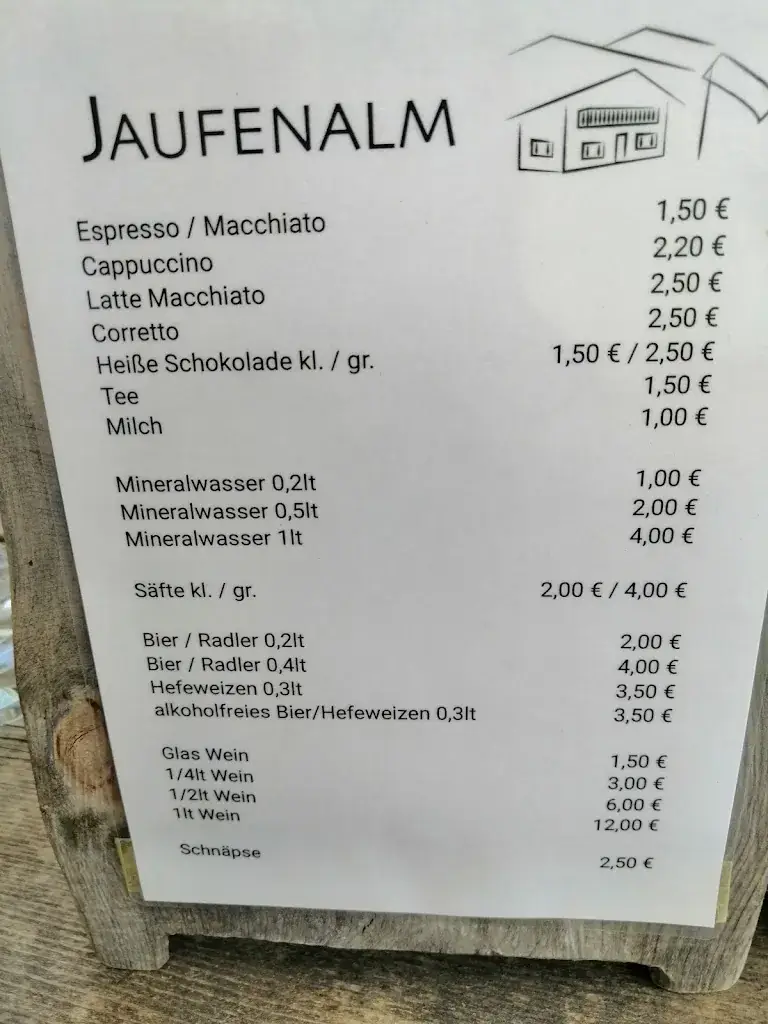 JAUFENALM
Espresso / Macchiato 1,50 €
Cappuccino 2,20 €
Latte Macchiato 2,50 €
Corretto 2,50 €
Heiße Schokolade kl. / gr. 1,50 € / 2,50 €
Tee 1,50 €
Milch 1,00 €
Mineralwasser 0,2lt 1,00 €
Mineralwasser 0,5lt 2,00 €
Mineralwasser 1lt 4,00 €
Säfte kl. / gr. 2,00 € / 4,00 €
Bier / Radler 0,2lt 2,00 €
Bier / Radler 0,4lt 4,00 €
Hefeweizen 0,3lt 3,50 €
alkoholfreies Bier/Hefeweizen 0,3lt 3,50 €
Glas Wein 1,50 €
1/4lt Wein 3,00 €
1/2lt Wein 6,00 €
1lt Wein 12,00 €
Schnäpse 2,50 €